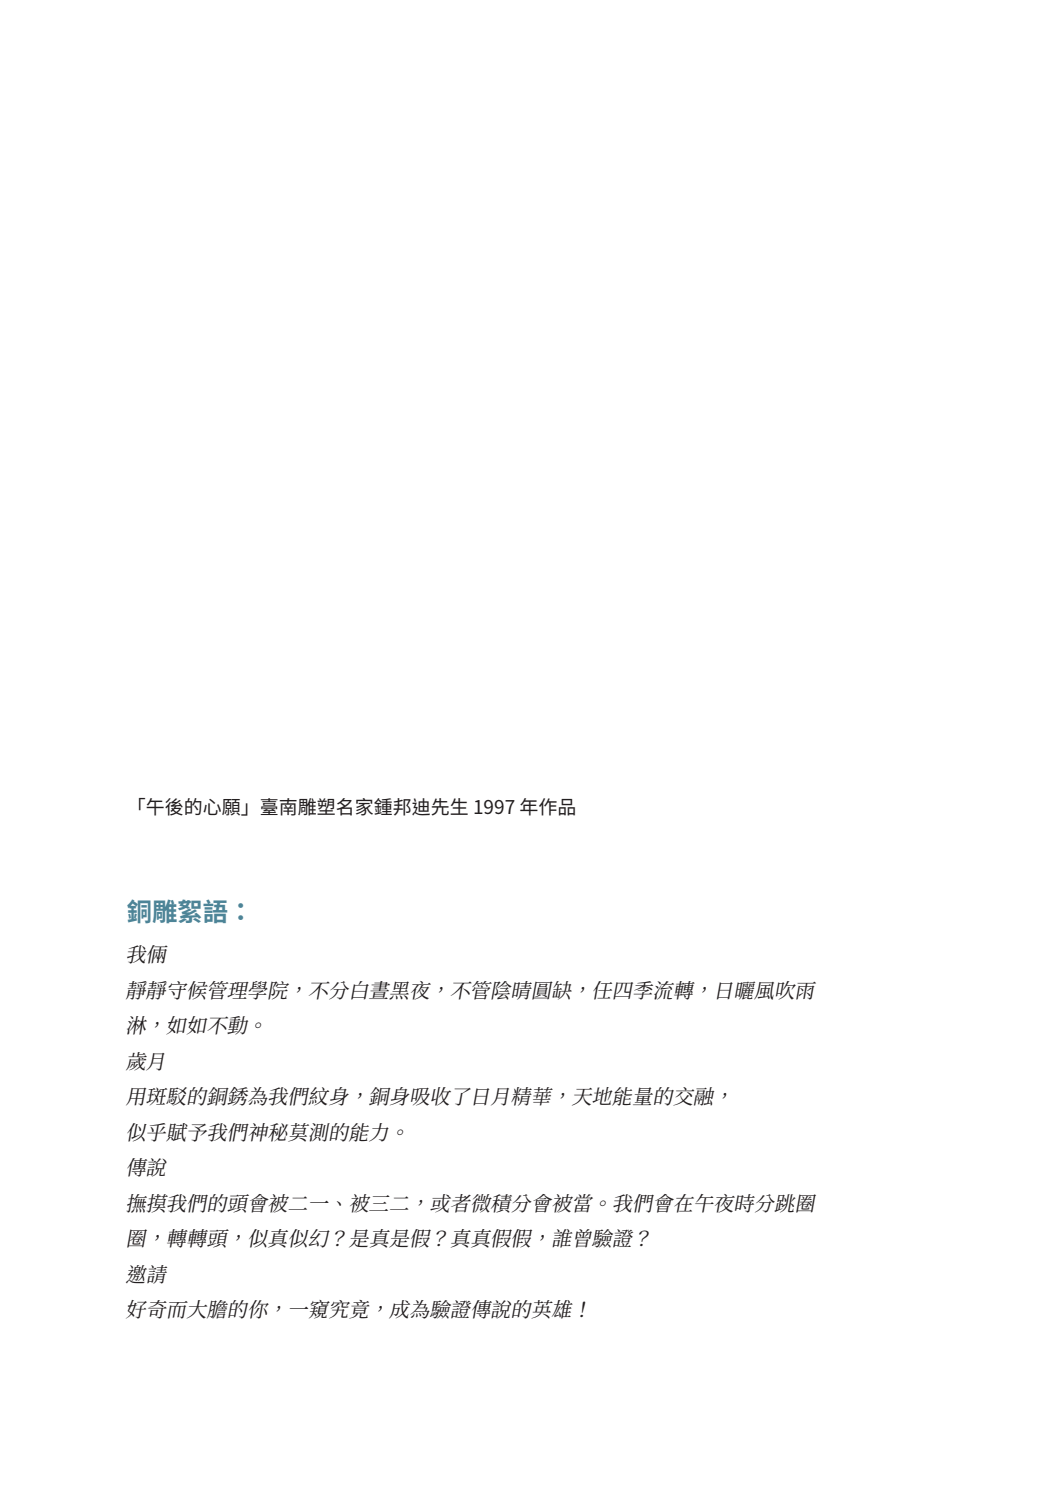 「午後的心願」臺南雕塑名家鍾邦迪先生 1997 年作品
銅雕絮語：
我倆
靜靜守候管理學院，不分白晝黑夜，不管陰晴圓缺，任四季流轉，日曬風吹雨
淋，如如不動。
歲月
用斑駁的銅銹為我們紋身，銅身吸收了日月精華，天地能量的交融，
似乎賦予我們神秘莫測的能力。
傳說
撫摸我們的頭會被二一、被三二，或者微積分會被當。我們會在午夜時分跳圈
圈，轉轉頭，似真似幻？是真是假？真真假假，誰曾驗證？
邀請
好奇而大膽的你，一窺究竟，成為驗證傳說的英雄！